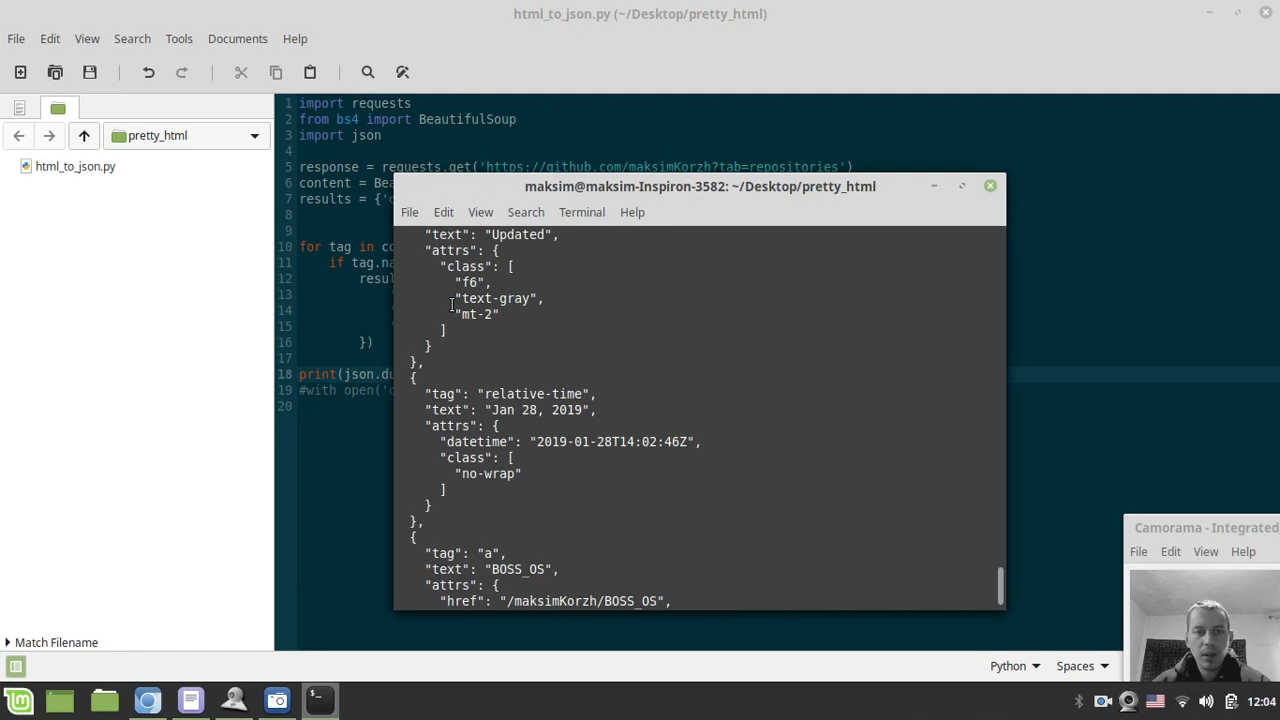 html_to_json.py (~/Desktop/pretty_html)
File Edit View Search Tools Documents Help
pretty_html
html_to_json.py
1 import requests
2 from bs4 import BeautifulSoup
3 import json
4
5 response = requests.get('https://github.com/maksimKorzh?tab=repositories')
6 content = Bea
7 results = {'d
8
9
10 for tag in co
11 if tag.na
12 resul
13
14
15
16 })
17
18 print(json.du
19 #with open('d
20
maksim@maksim-Inspiron-3582: ~/Desktop/pretty_html
File Edit View Search Terminal Help
"text": "Updated",
"attrs": {
"class": [
"f6",
"text-gray",
"mt-2"
]
}
},
{
"tag": "relative-time",
"text": "Jan 28, 2019",
"attrs": {
"datetime": "2019-01-28T14:02:46Z",
"class": [
"no-wrap"
]
}
},
{
"tag": "a",
"text": "BOSS_OS",
"attrs": {
"href": "/maksimKorzh/BOSS_OS",
Camorama - Integrated
File Edit View Help
Match Filename
Python Spaces
12:04